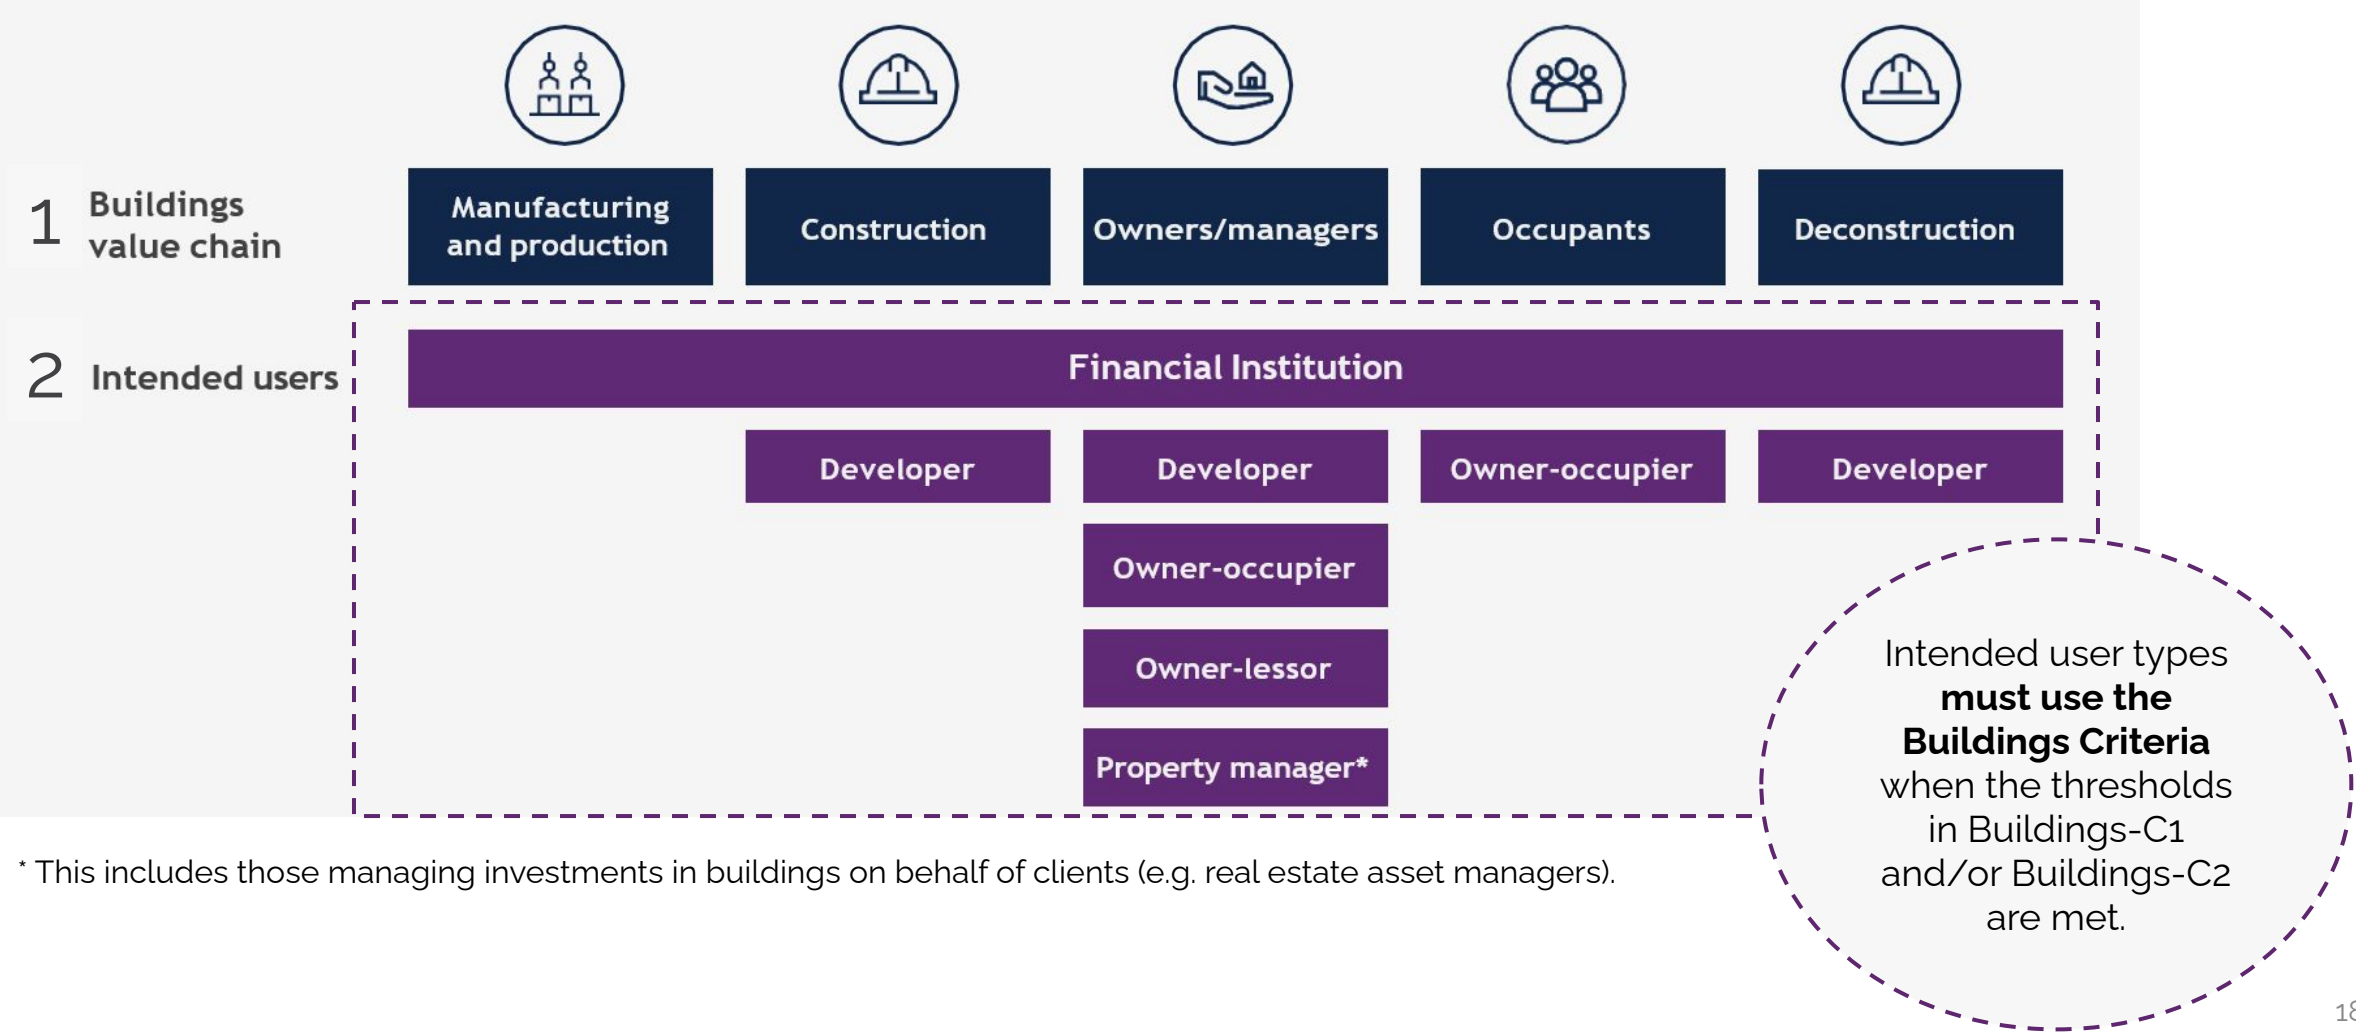 1
Buildings
value chain
Manufacturing
and production
Construction
Owners/managers
Occupants
Deconstruction
2
Intended users
Financial Institution
Developer
Developer
Owner-occupier
Developer
Owner-occupier
Owner-lessor
Property manager*
Intended user types
must use the
Buildings Criteria
when the thresholds
in Buildings-C1
and/or Buildings-C2
are met.
* This includes those managing investments in buildings on behalf of clients (e.g. real estate asset managers).
18